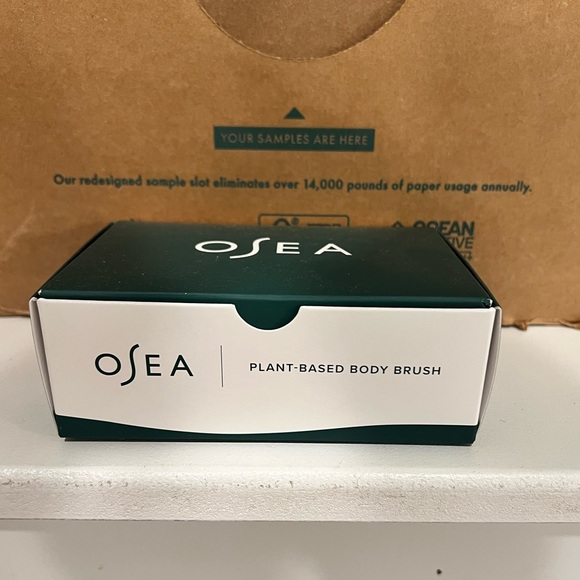 YOUR SAMPLES ARE HERE
Our redesigned sample slot eliminates over 14,000 pounds of paper usage annually.
OSEA
OSEA
PLANT-BASED BODY BRUSH